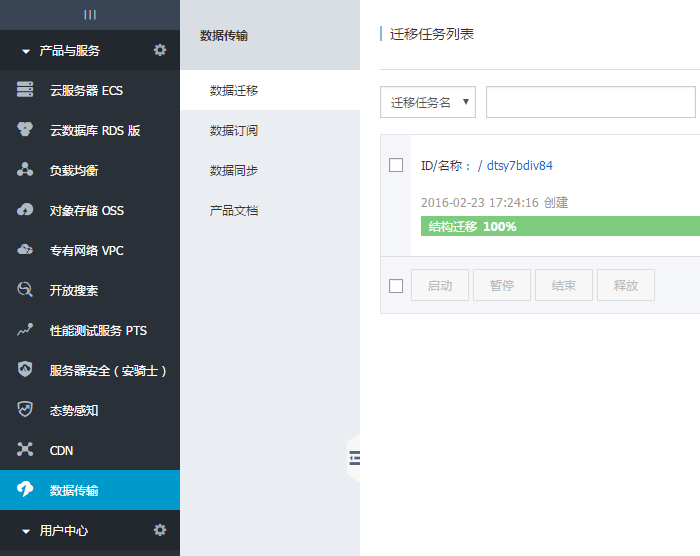 产品与服务
云服务器 ECS
云数据库 RDS 版
负载均衡
对象存储 OSS
专有网络 VPC
开放搜索
性能测试服务 PTS
服务器安全（安骑士）
态势感知
CDN
数据传输
用户中心
数据传输
数据迁移
数据订阅
数据同步
产品文档
迁移任务列表
迁移任务名
ID/名称： / dtsy7bdiv84
2016-02-23 17:24:16 创建
结构迁移 100%
启动 暂停 结束 释放